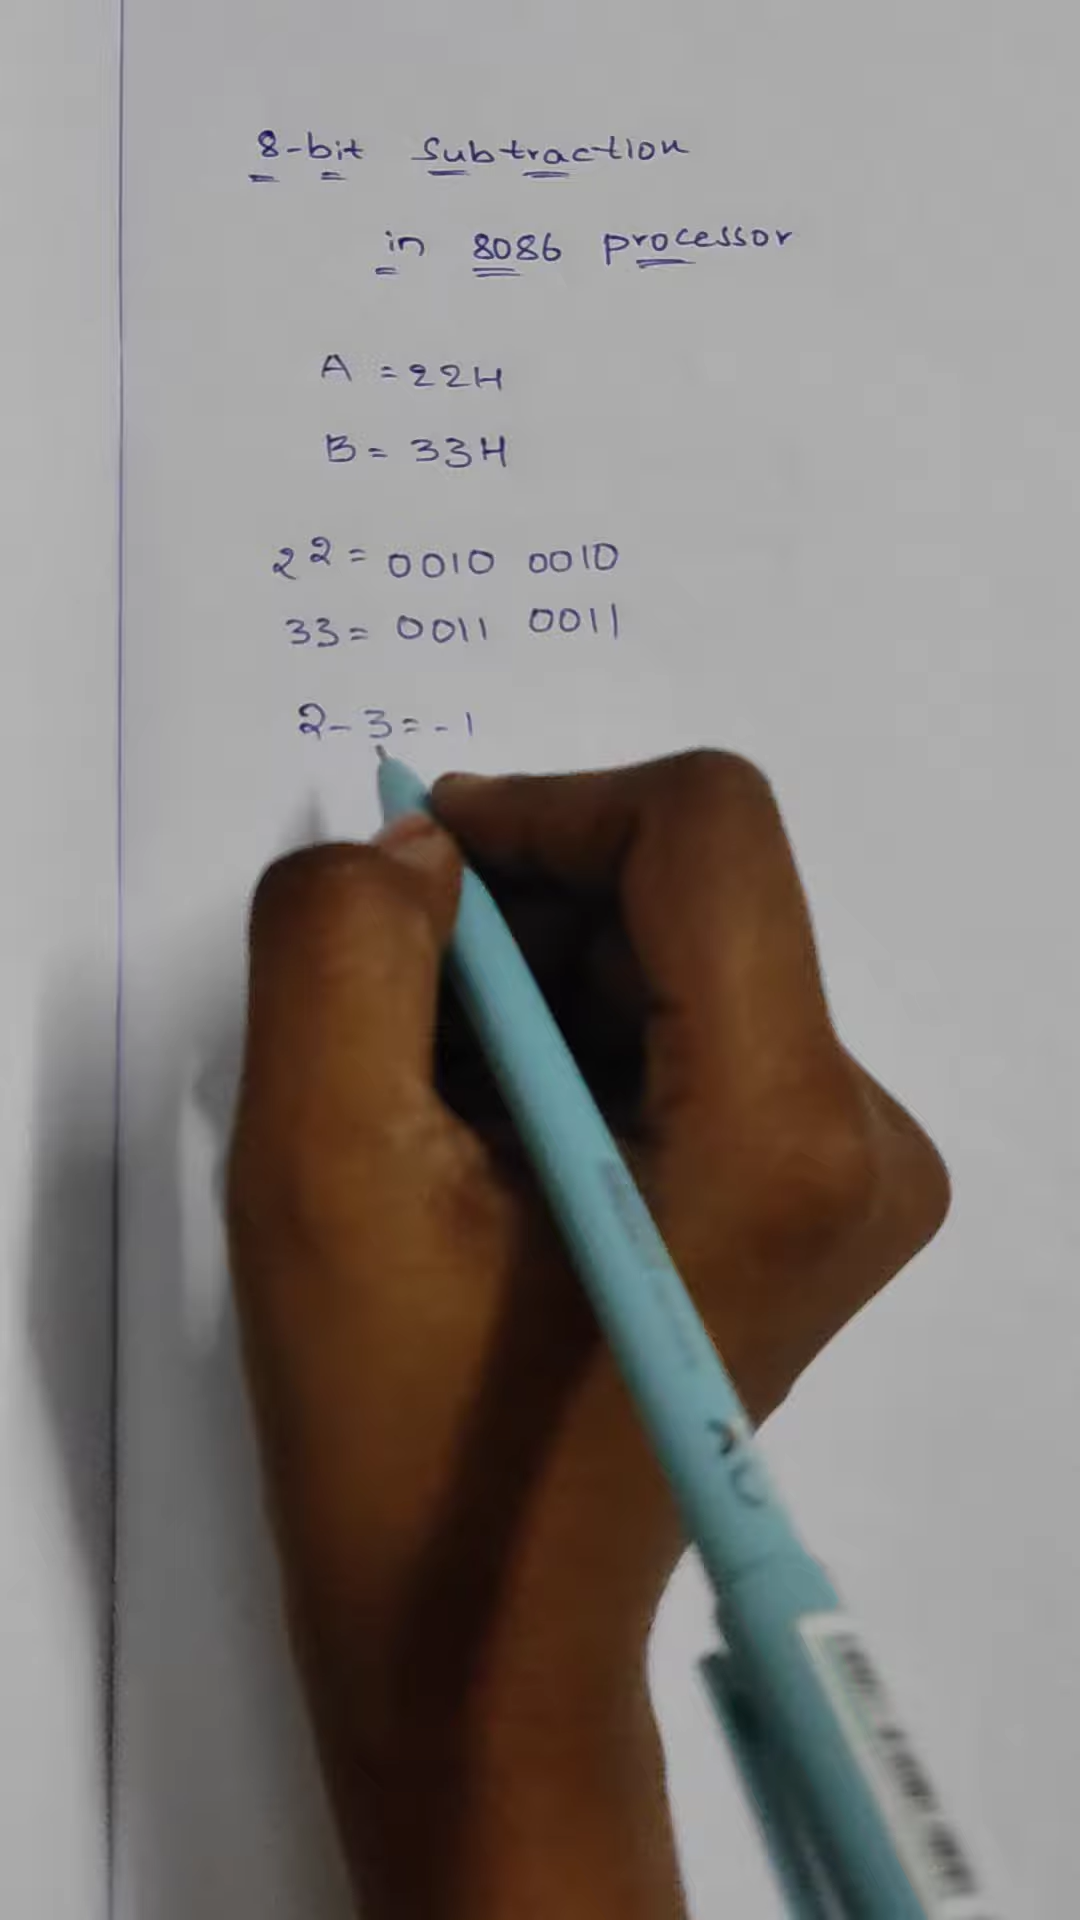 8-bit Subtraction
in 8086 processor
A = 22H
B = 33H
22 = 0010 0010
33 = 0011 0011
2 - 3 = - 1